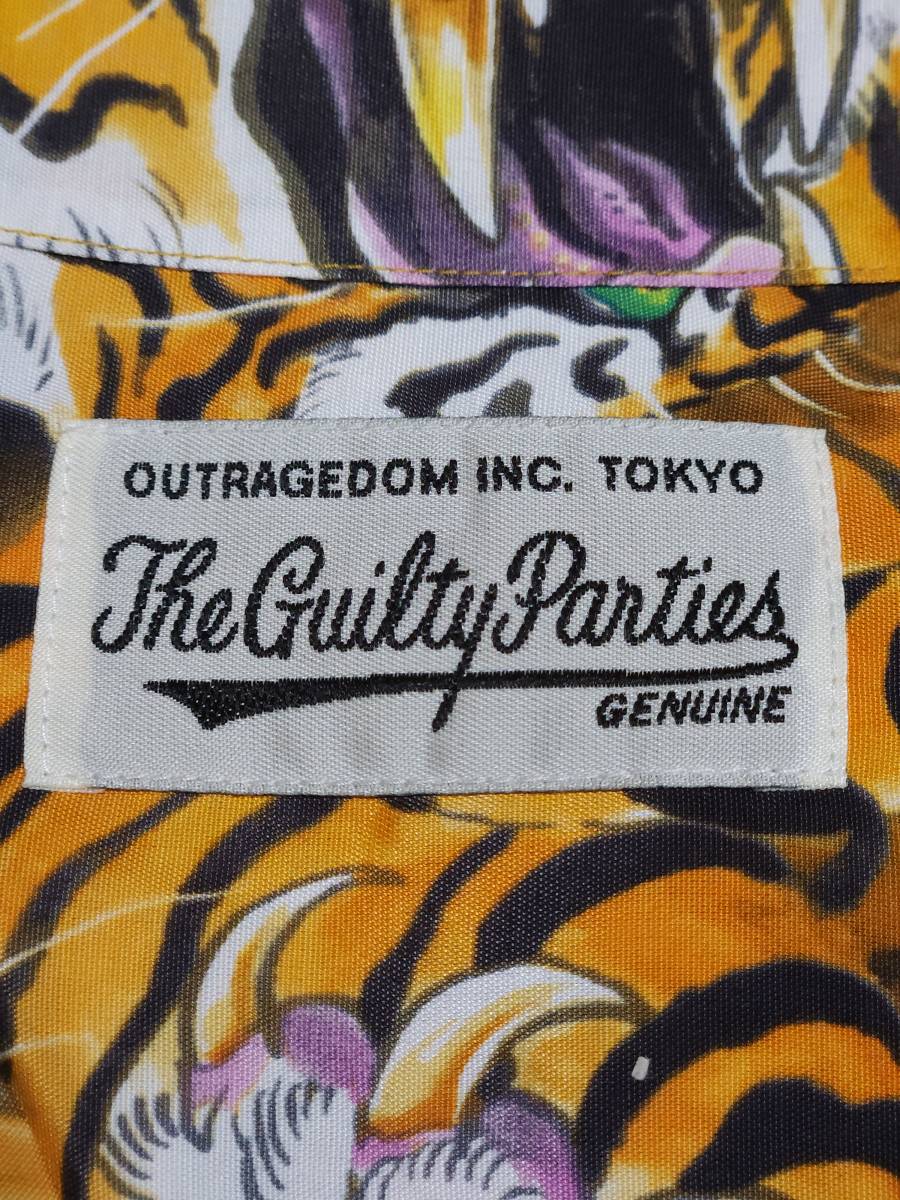 OUTRAGEDOM INC. TOKYO
The Guilty Parties
GENUINE